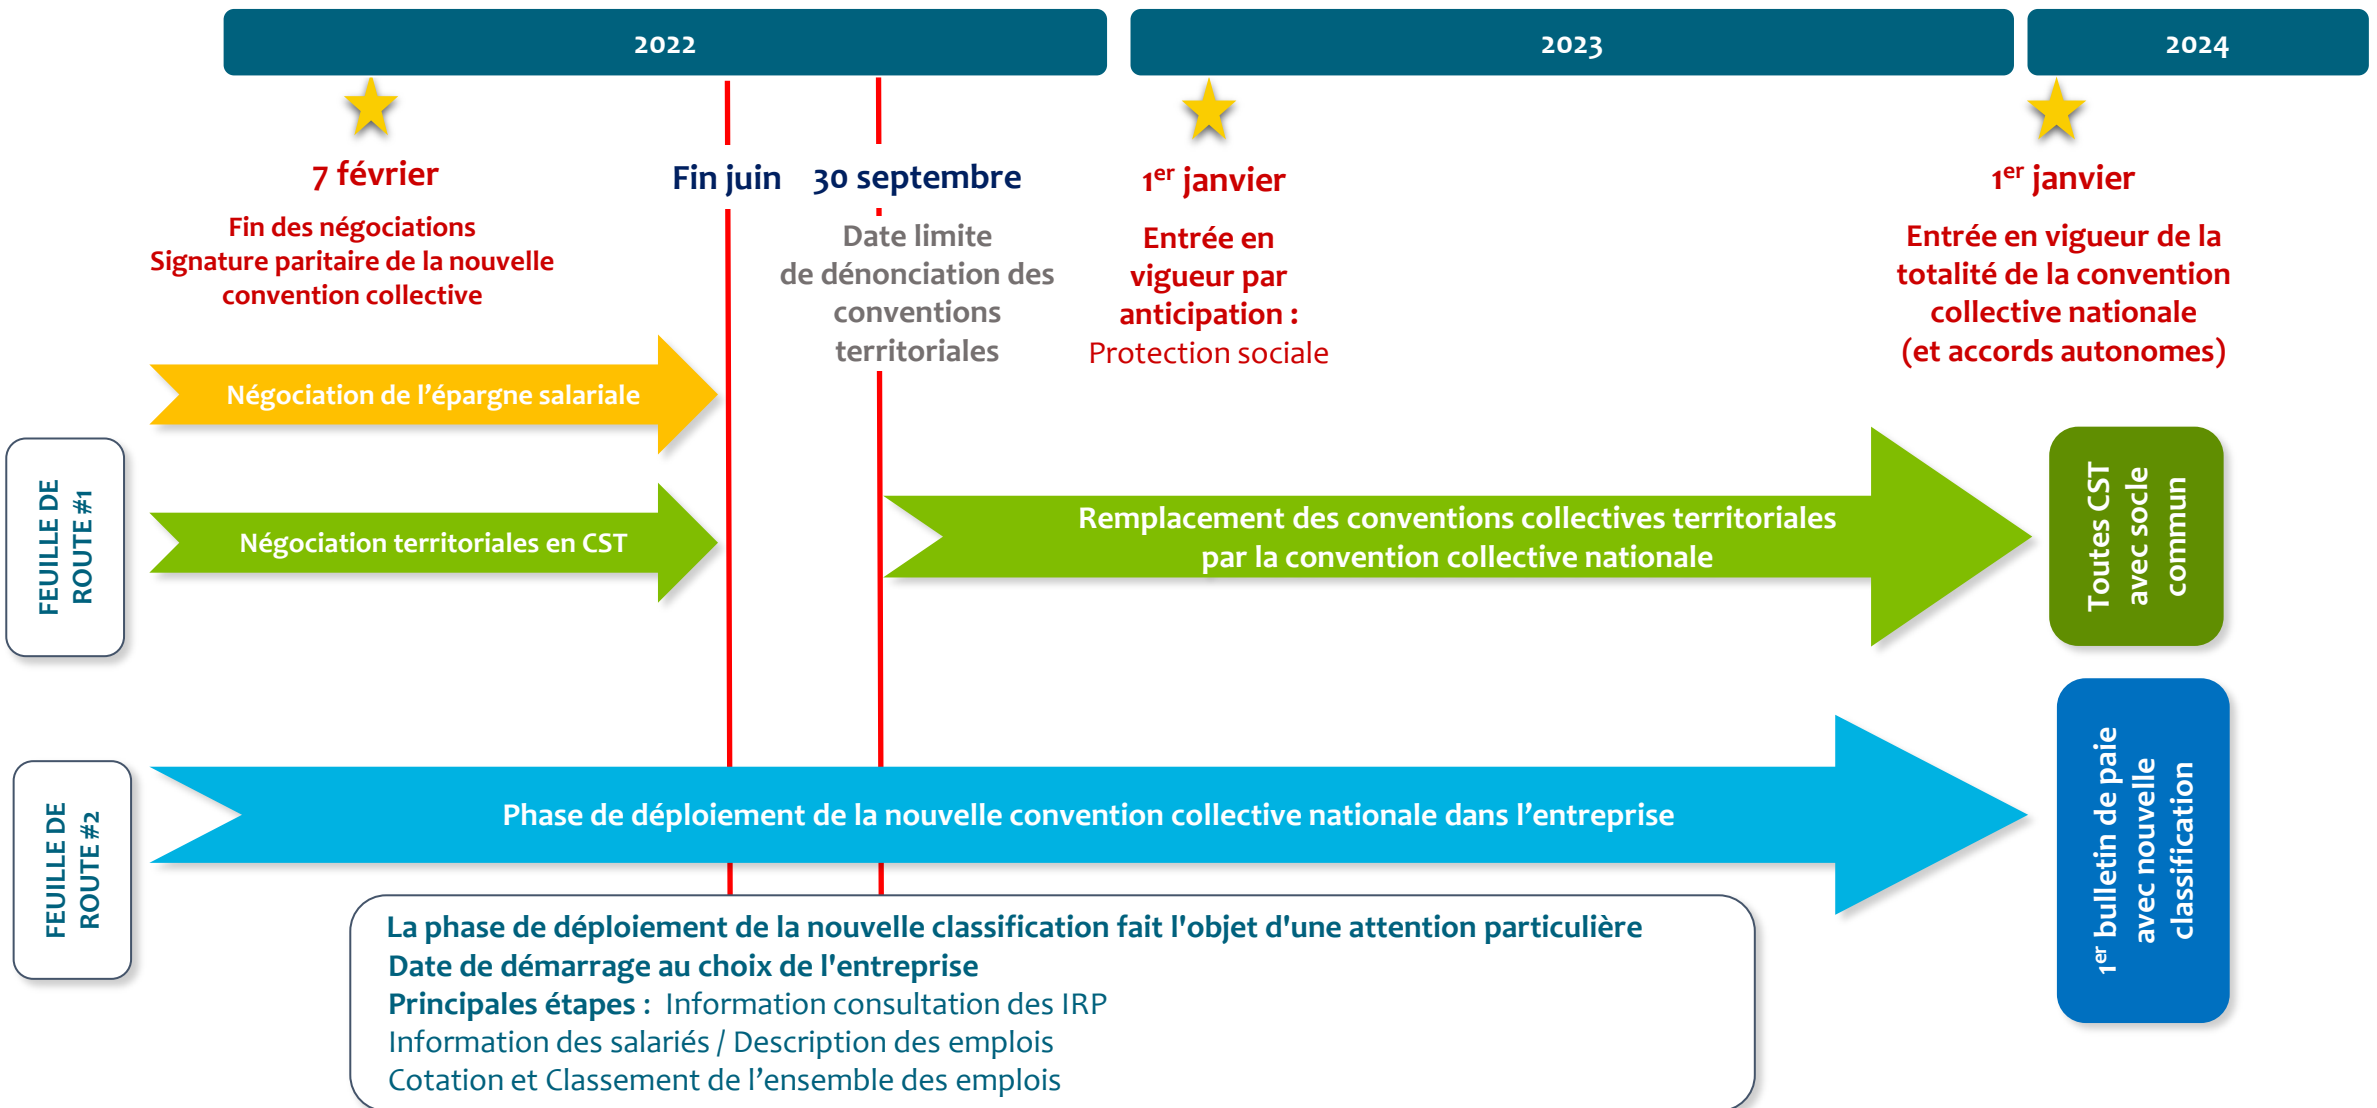 2022
2023
2024
7 février
Fin des négociations
Signature paritaire de la nouvelle
convention collective
Fin juin
30 septembre
Date limite
de dénonciation des
conventions
territoriales
1er janvier
Entrée en
vigueur par
anticipation :
Protection sociale
1er janvier
Entrée en vigueur de la
totalité de la convention
collective nationale
(et accords autonomes)
FEUILLE DE
ROUTE #1
Négociation de l’épargne salariale
Négociation territoriales en CST
Remplacement des conventions collectives territoriales
par la convention collective nationale
Toutes CST
avec socle
commun
FEUILLE DE
ROUTE #2
Phase de déploiement de la nouvelle convention collective nationale dans l’entreprise
1er bulletin de paie
avec nouvelle
classification
La phase de déploiement de la nouvelle classification fait l'objet d'une attention particulière
Date de démarrage au choix de l'entreprise
Principales étapes : Information consultation des IRP
Information des salariés / Description des emplois
Cotation et Classement de l’ensemble des emplois